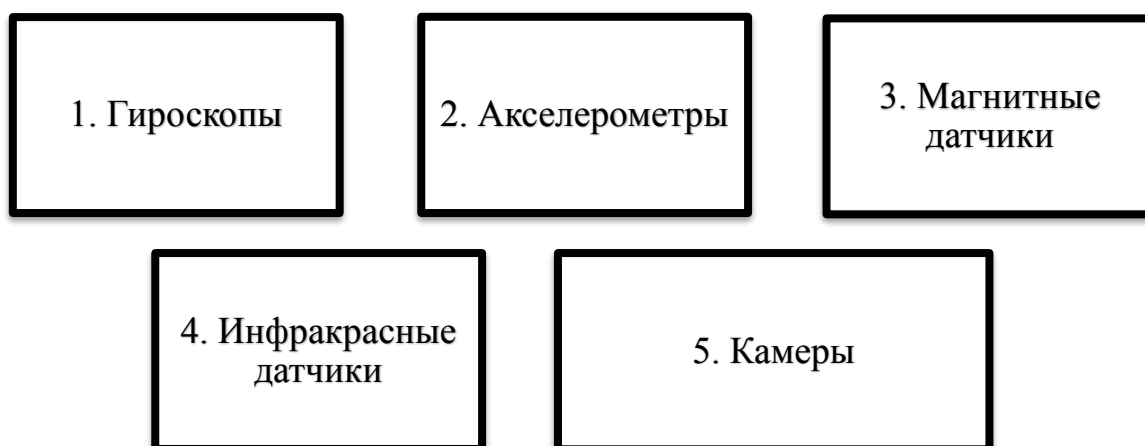 1. Гироскопы
2. Акселерометры
3. Магнитные
датчики
4. Инфракрасные
датчики
5. Камеры